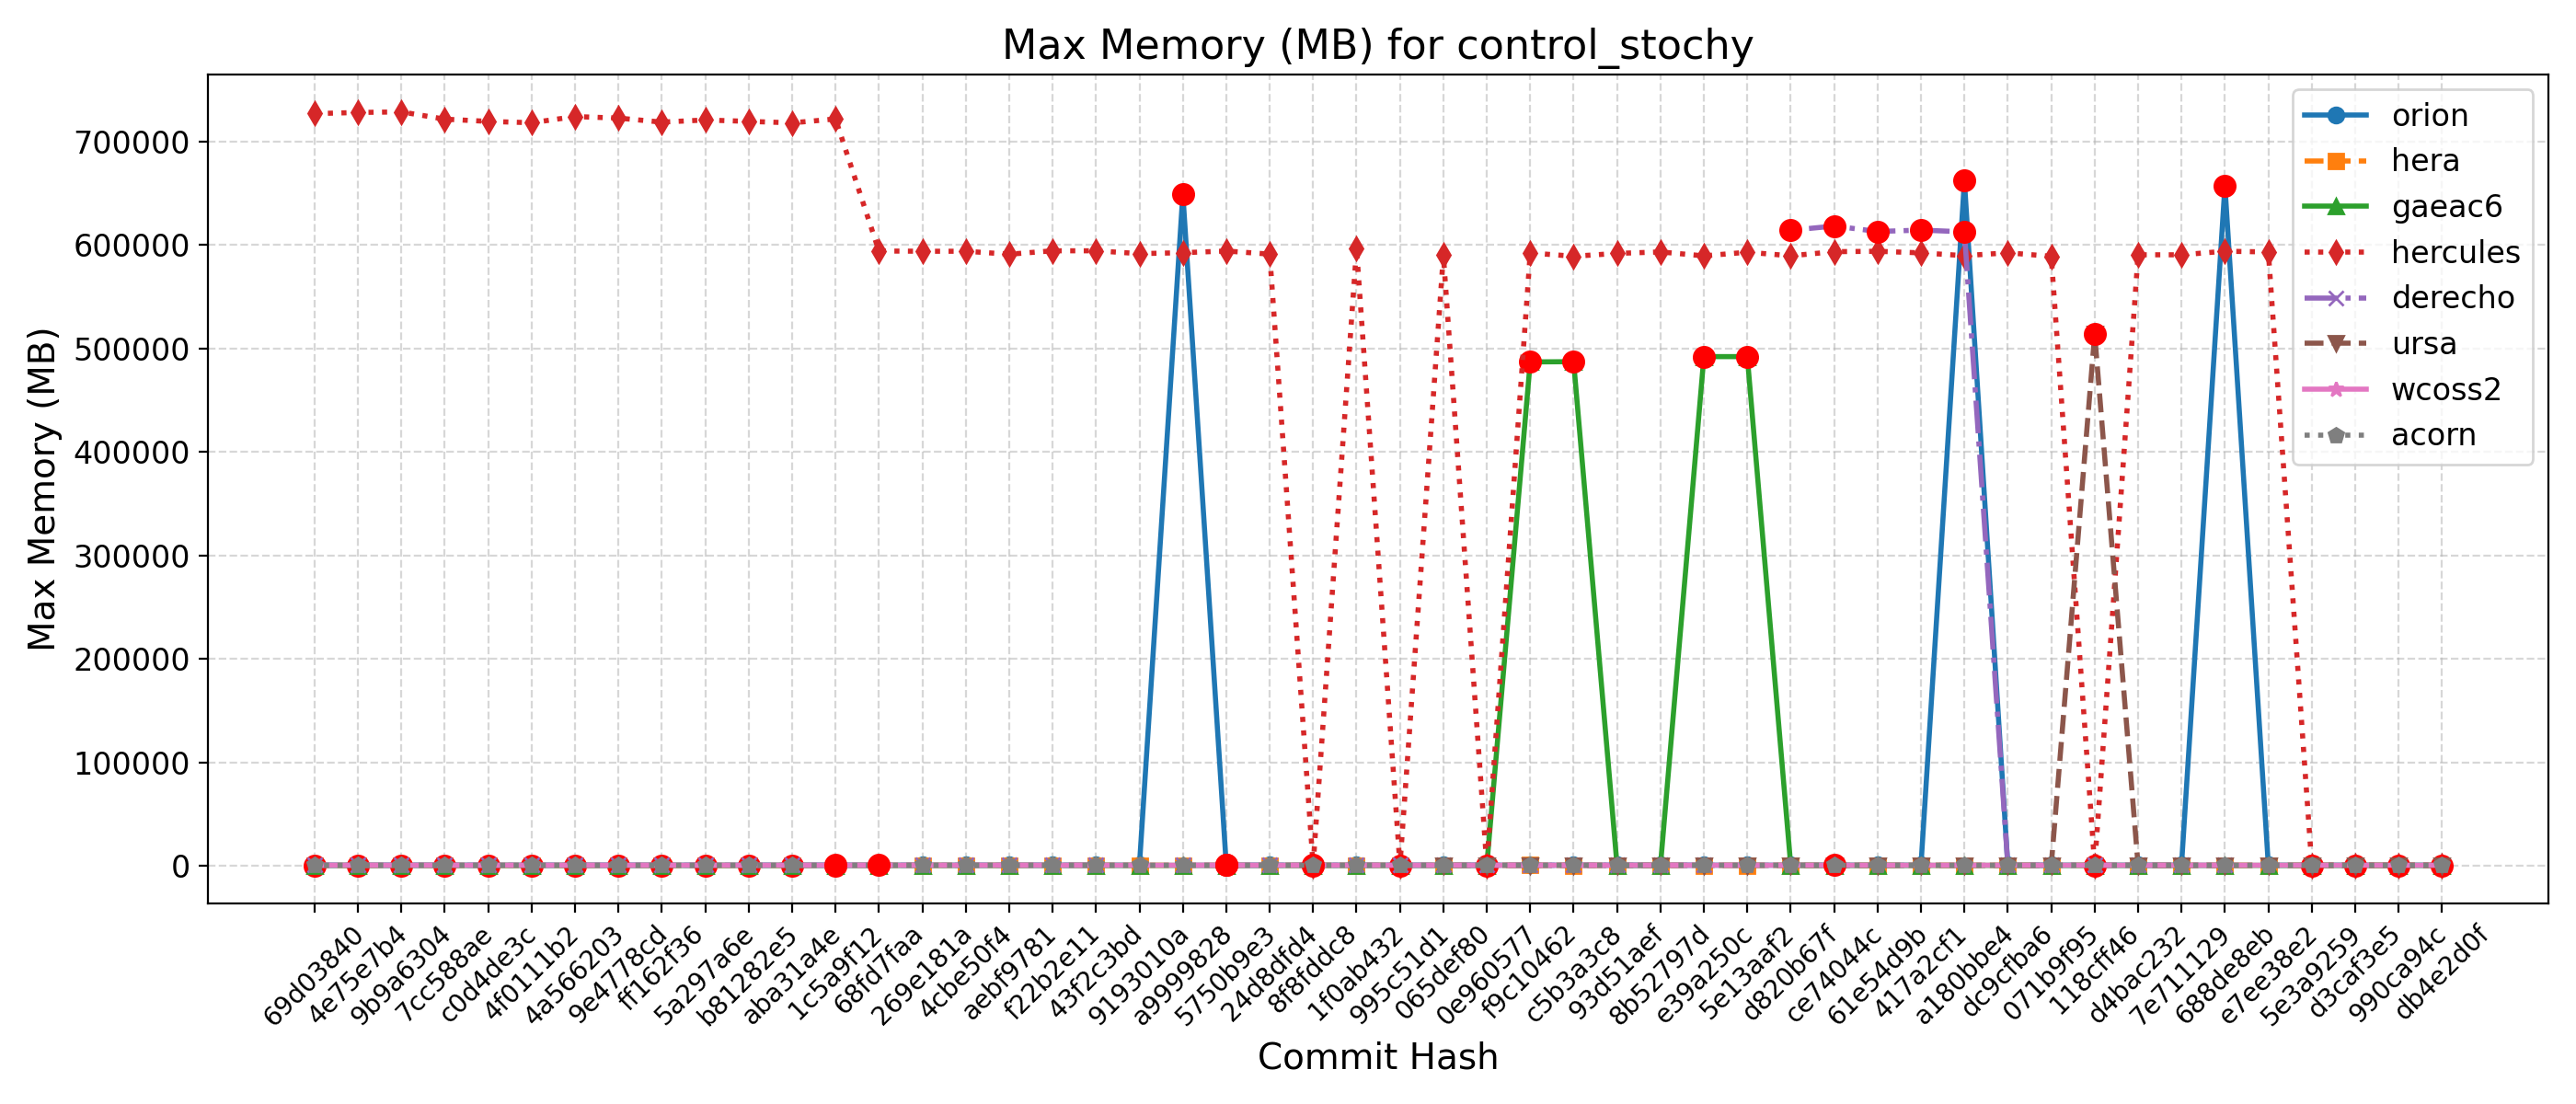 Max Memory (MB) for control_stochy
Max Memory (MB)
700000
600000
500000
400000
300000
200000
100000
0
orion
hera
gaeac6
hercules
derecho
ursa
wcoss2
acorn
69d03840
4e75e7b4
9b9a6304
7cc588ae
c0d4de3c
4f0111b2
4a566203
9e4778cd
ff162f36
5a297a6e
b81282e5
aba31a4e
1c5a9f12
68fd7faa
269e181a
4cbe50f4
aebf9781
f22b2e11
43f2c3bd
9193010a
a9999828
5750b9e3
24d8dfd4
8f8fddc8
1f0ab432
995c51d1
065def80
0e960577
f9c10462
c5b3a3c8
93d51aef
8b52797d
e39a250c
5e13aaf2
d820b67f
ce74044c
61e54d9b
417a2cf1
a180bbe4
dc9cfba6
071b9f95
118cff46
d4bac232
7e711129
688de8eb
e7ee38e2
5e3a9259
d3caf3e5
990ca94c
db4e2d0f
Commit Hash